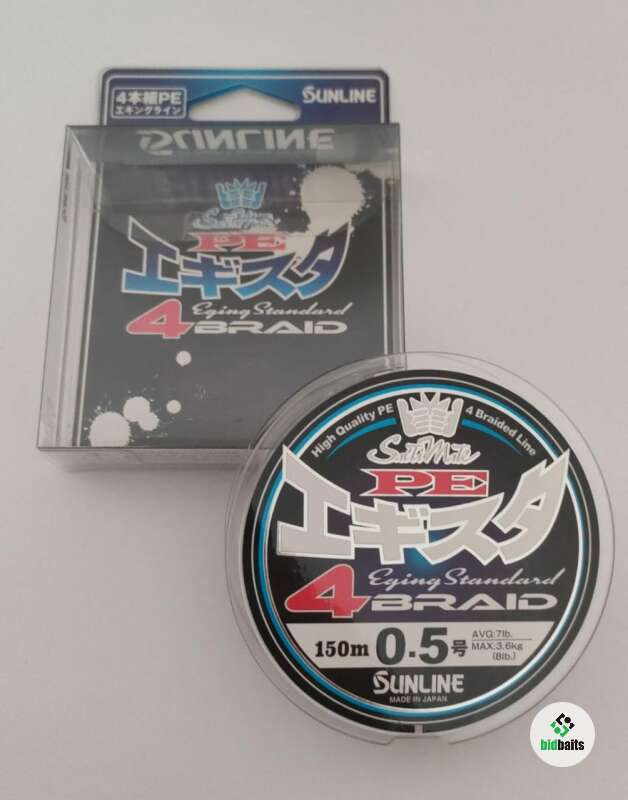 4本組PE
エギングライン
SUNLINE
SUNLINE
SaltiMate
PE
エギスタ
Eging Standard
4BRAID
High Quality PE
4 Braided Line
SaltiMate
PE
エギスタ
Eging Standard
4BRAID
150m 0.5号
AVG:7lb.
MAX:3.6kg
(8lb.)
SUNLINE
MADE IN JAPAN
bidbaits